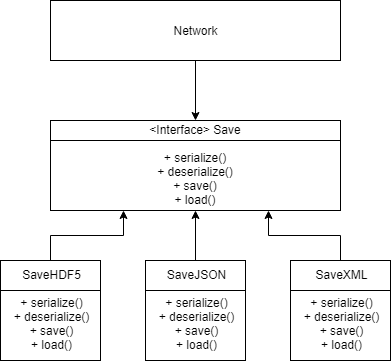 Network
<Interface> Save
+ serialize()
+ deserialize()
+ save()
+ load()
SaveHDF5
+ serialize()
+ deserialize()
+ save()
+ load()
SaveJSON
+ serialize()
+ deserialize()
+ save()
+ load()
SaveXML
+ serialize()
+ deserialize()
+ save()
+ load()